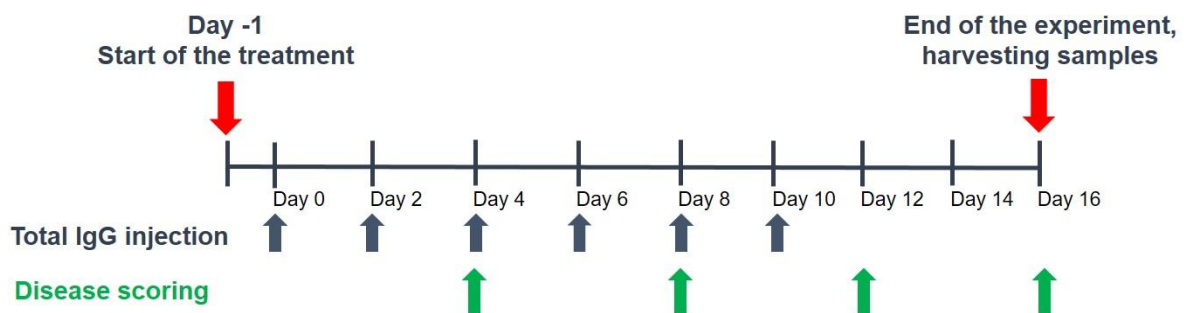 Day -1
Start of the treatment
End of the experiment,
harvesting samples
Day 0 Day 2 Day 4 Day 6 Day 8 Day 10 Day 12 Day 14 Day 16
Total IgG injection
Disease scoring